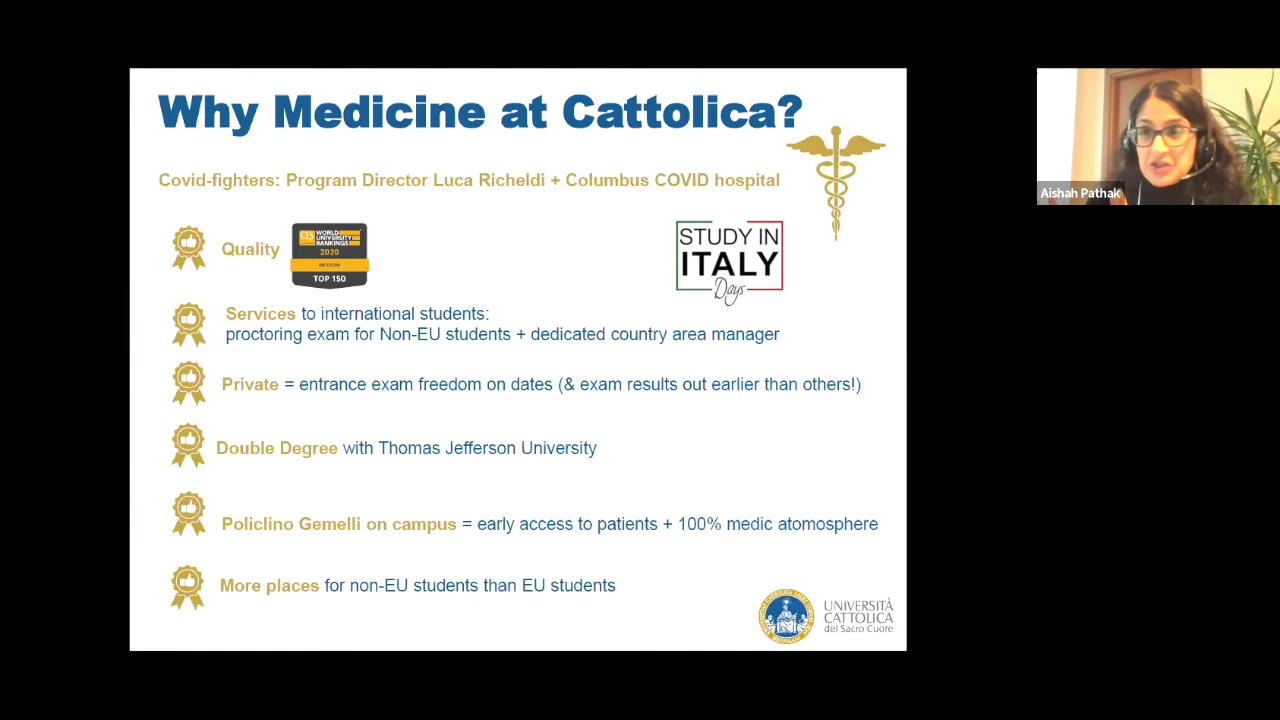 Why Medicine at Cattolica?
Covid-fighters: Program Director Luca Richeldi + Columbus COVID hospital
Quality
WORLD
UNIVERSITY
RANKINGS
2020
MEDICINE
TOP 150
STUDY IN
ITALY
Days
Services to international students:
proctoring exam for Non-EU students + dedicated country area manager
Private = entrance exam freedom on dates (& exam results out earlier than others!)
Double Degree with Thomas Jefferson University
Policlino Gemelli on campus = early access to patients + 100% medic atomosphere
More places for non-EU students than EU students
UNIVERSITÀ
CATTOLICA
del Sacro Cuore
Aishah Pathak